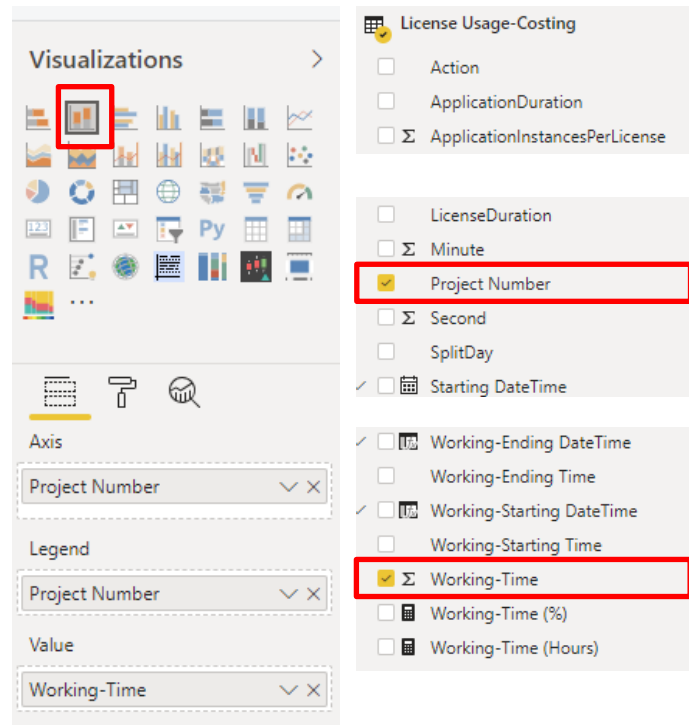 Visualizations
123
Py
R
Axis
Project Number
Legend
Project Number
Value
Working-Time
License Usage-Costing
Action
ApplicationDuration
Σ ApplicationInstancesPerLicense
LicenseDuration
Σ Minute
Project Number
Σ Second
SplitDay
Starting DateTime
Working-Ending DateTime
Working-Ending Time
Working-Starting DateTime
Working-Starting Time
Σ Working-Time
Working-Time (%)
Working-Time (Hours)